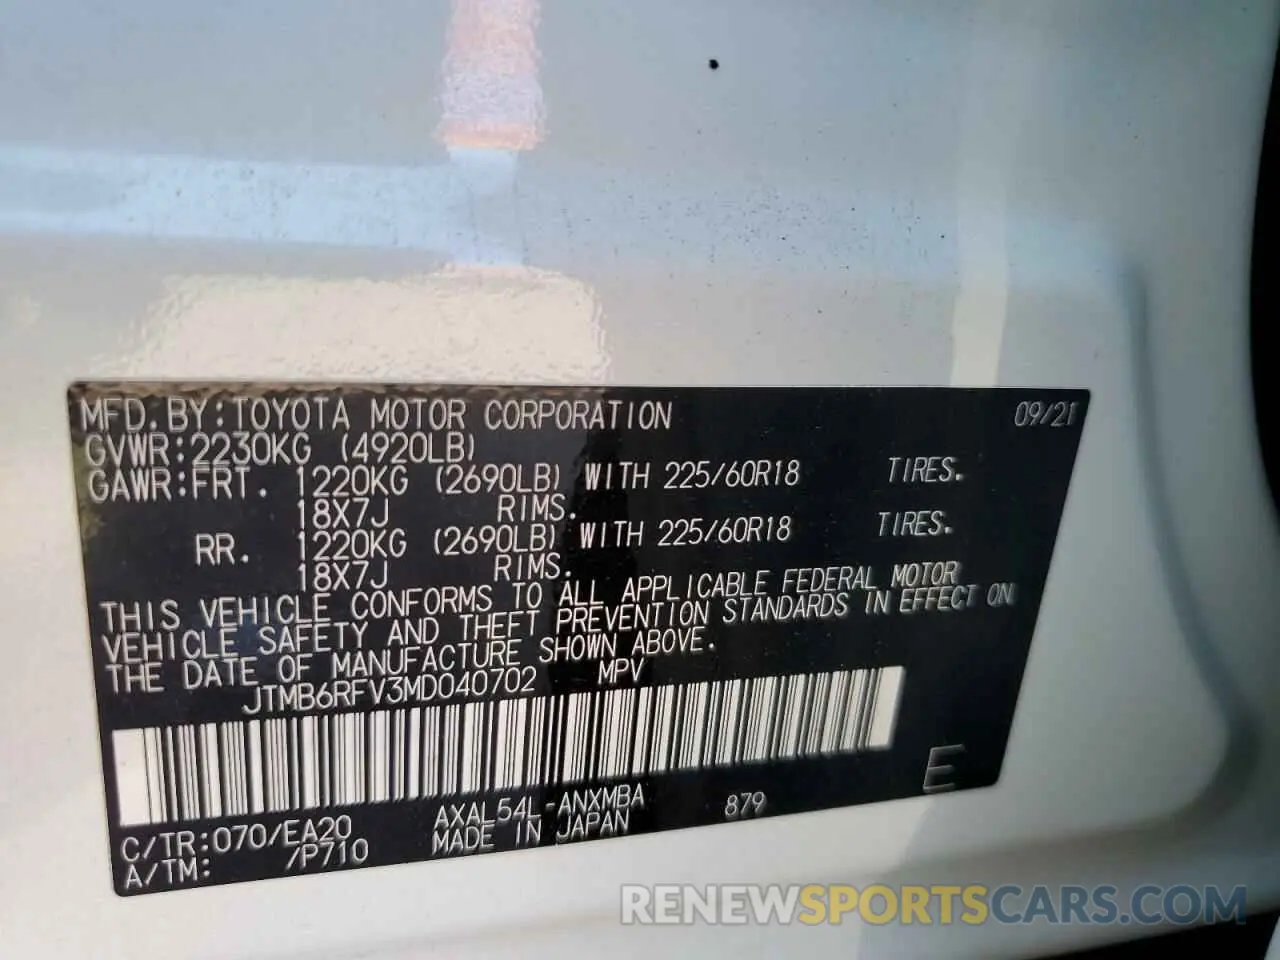 MFD.BY:TOYOTA MOTOR CORPORATION 09/21
GVWR:2230KG (4920LB)
GAWR:FRT. 1220KG (2690LB) WITH 225/60R18 TIRES.
18X7J RIMS.
RR. 1220KG (2690LB) WITH 225/60R18 TIRES.
18X7J RIMS.
THIS VEHICLE CONFORMS TO ALL APPLICABLE FEDERAL MOTOR
VEHICLE SAFETY AND THEFT PREVENTION STANDARDS IN EFFECT ON
THE DATE OF MANUFACTURE SHOWN ABOVE.
JTMB6RFV3MD040702 MPV
E
C/TR:070/EA20 AXAL54L-ANXMBA 879
A/TM: /P710 MADE IN JAPAN
RENEWSPORTSCARS.COM